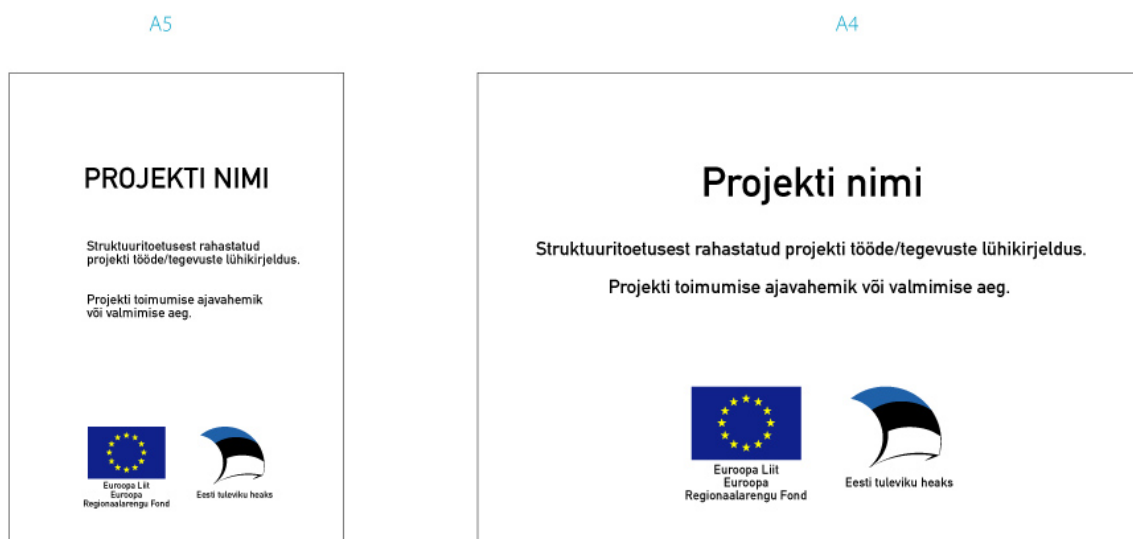 A5
PROJEKTI NIMI
Struktuuritoetusest rahastatud
projekti tööde/tegevuste lühikirjeldus.
Projekti toimumise ajavahemik
või valmimise aeg.
Euroopa Liit
Euroopa
Regionaalarengu Fond
Eesti tuleviku heaks
A4
Projekti nimi
Struktuuritoetusest rahastatud projekti tööde/tegevuste lühikirjeldus.
Projekti toimumise ajavahemik või valmimise aeg.
Euroopa Liit
Euroopa
Regionaalarengu Fond
Eesti tuleviku heaks